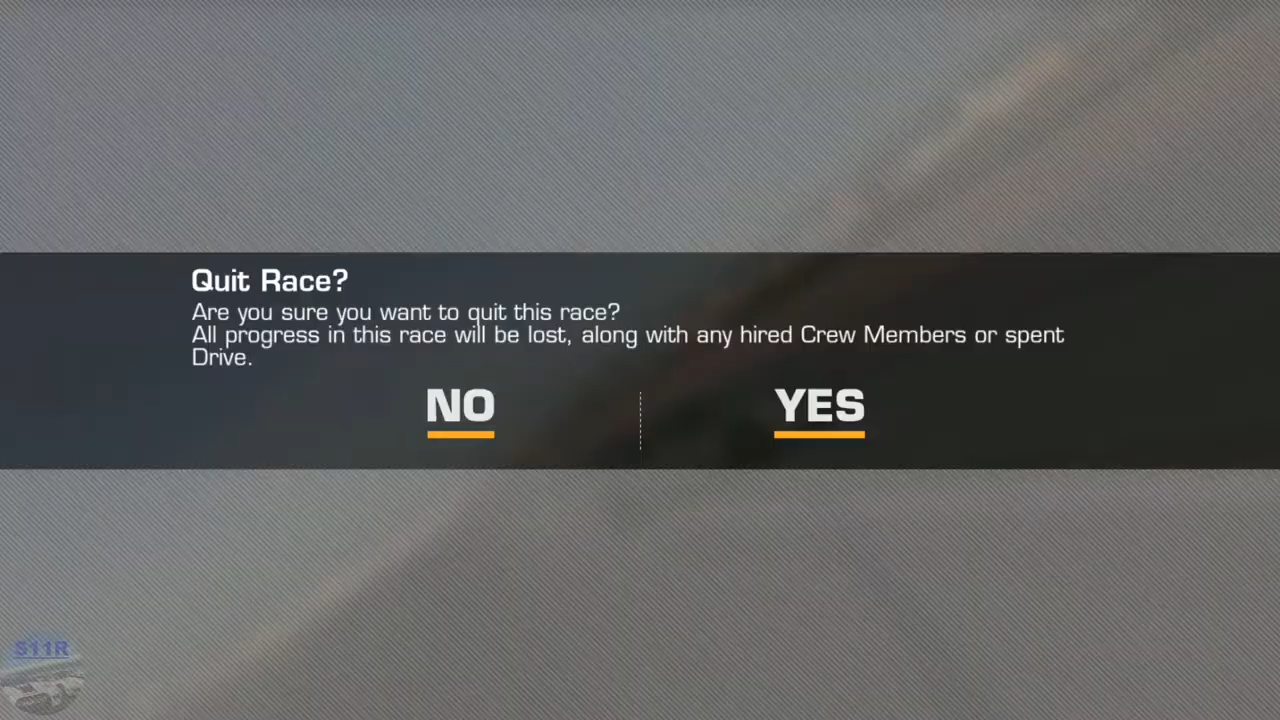 Quit Race?
Are you sure you want to quit this race?
All progress in this race will be lost, along with any hired Crew Members or spent
Drive.
NO
YES
S11R